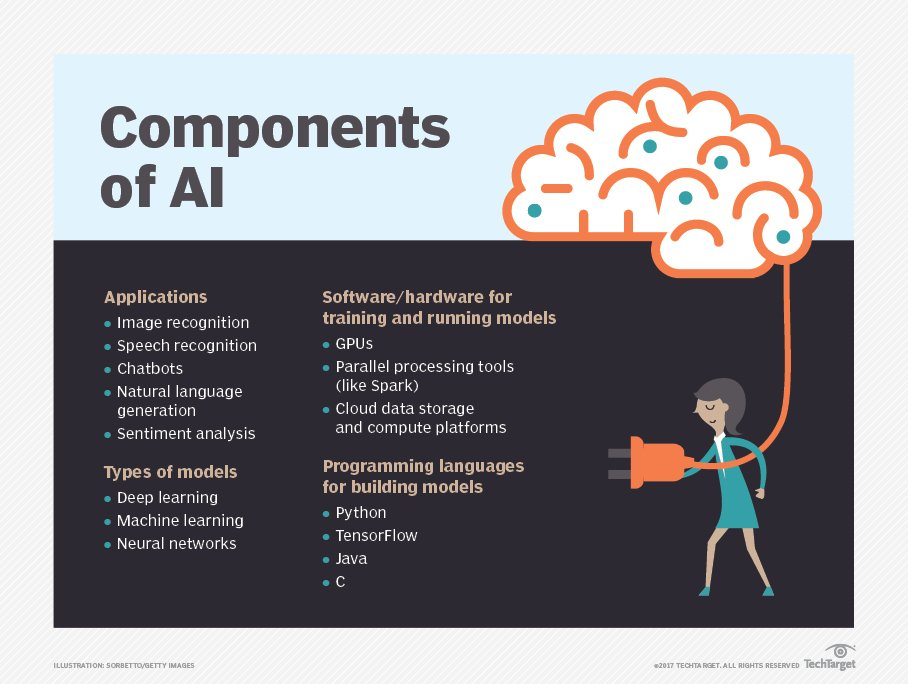 Components
of AI
Applications
Image recognition
Speech recognition
Chatbots
Natural language
generation
Sentiment analysis
Types of models
Deep learning
Machine learning
Neural networks
Software/hardware for
training and running models
GPUs
Parallel processing tools
(like Spark)
Cloud data storage
and compute platforms
Programming languages
for building models
Python
TensorFlow
Java
C
ILLUSTRATION: SORBETTO/GETTY IMAGES
©2017 TECHTARGET. ALL RIGHTS RESERVED
TechTarget